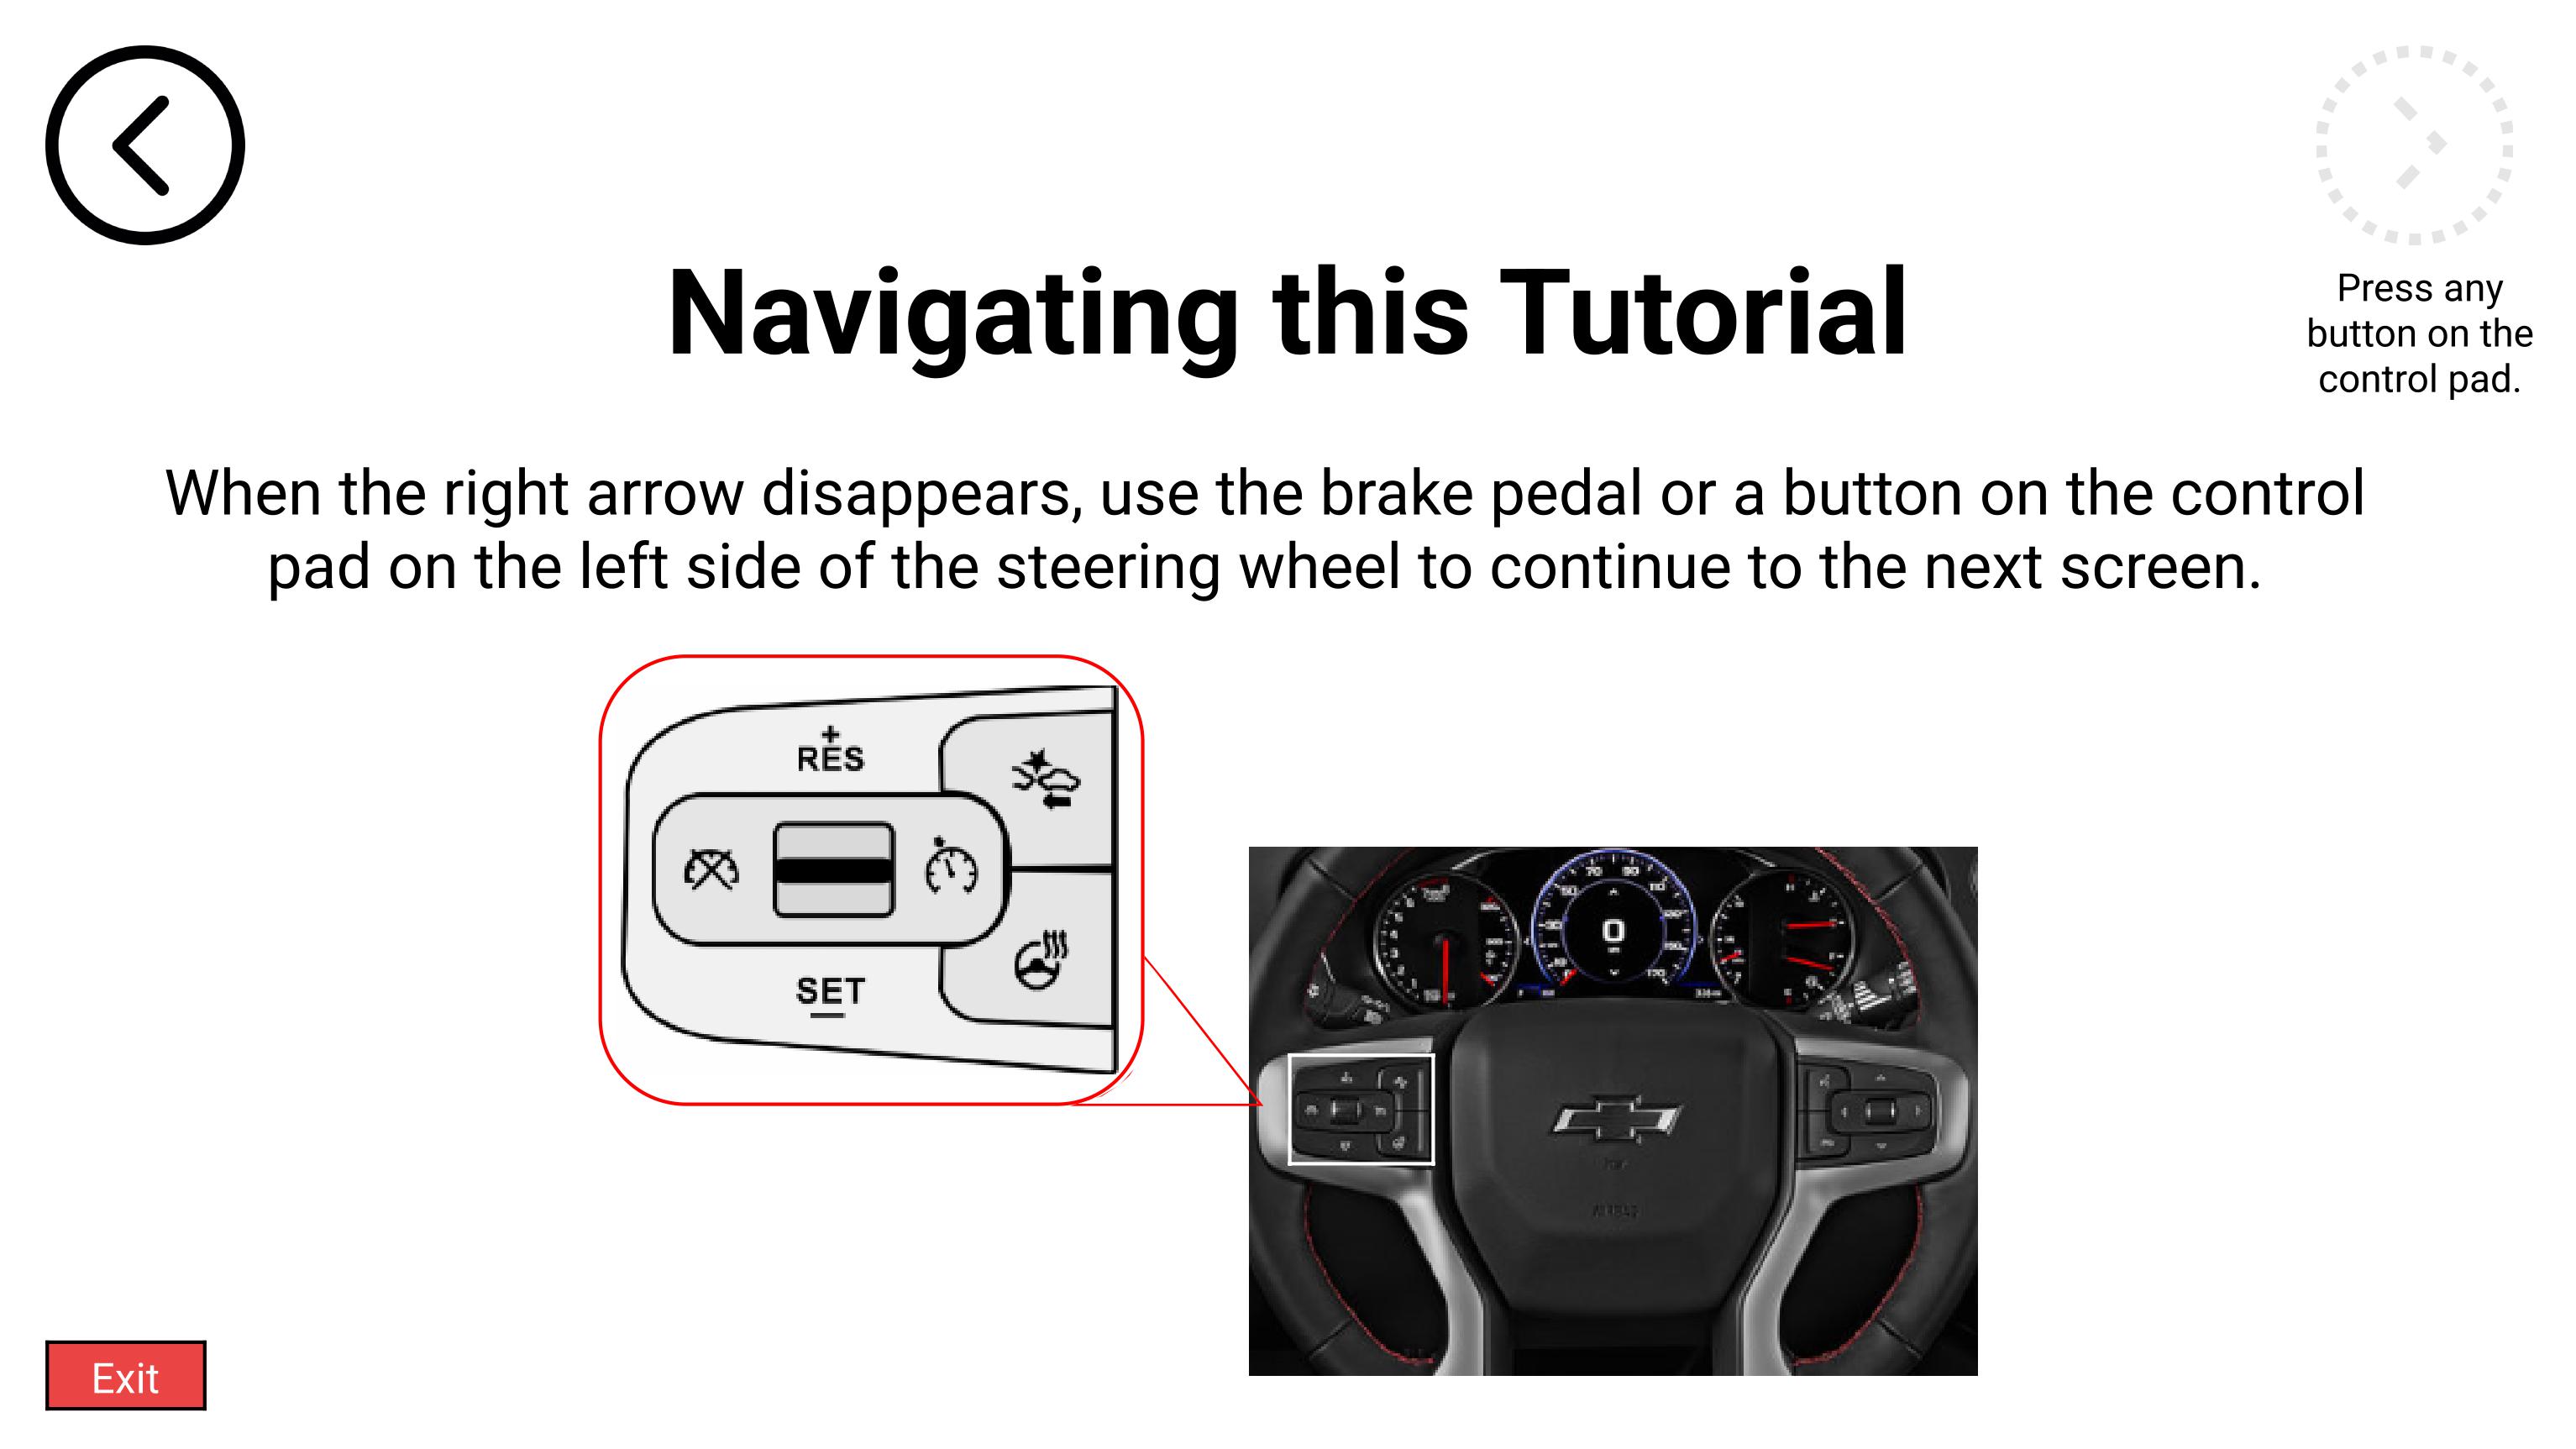 Navigating this Tutorial
Press any
button on the
control pad.
When the right arrow disappears, use the brake pedal or a button on the control
pad on the left side of the steering wheel to continue to the next screen.
+
RES
SET
0
AIRBAG
Exit